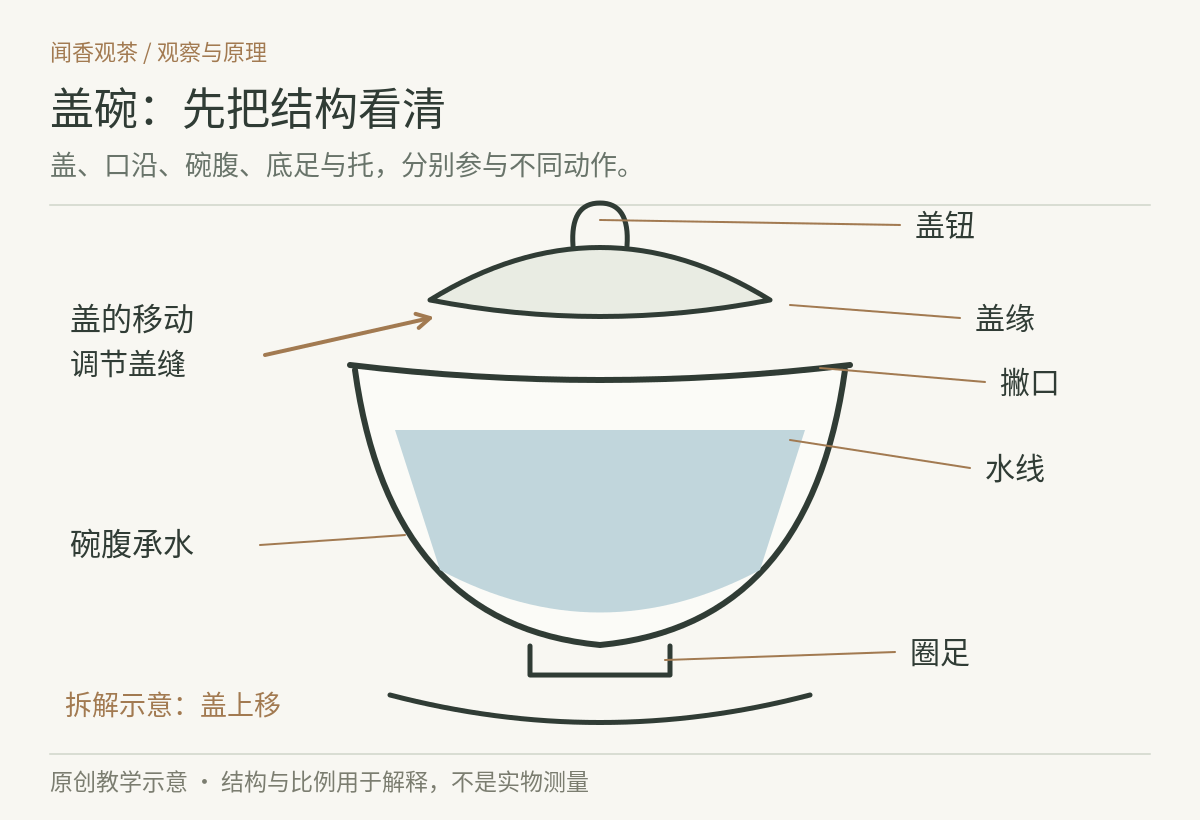 闻香观茶 / 观察与原理
盖碗：先把结构看清
盖、口沿、碗腹、底足与托，分别参与不同动作。
盖钮
盖的移动
调节盖缝
盖缘
撇口
水线
碗腹承水
圈足
拆解示意：盖上移
原创教学示意 · 结构与比例用于解释，不是实物测量